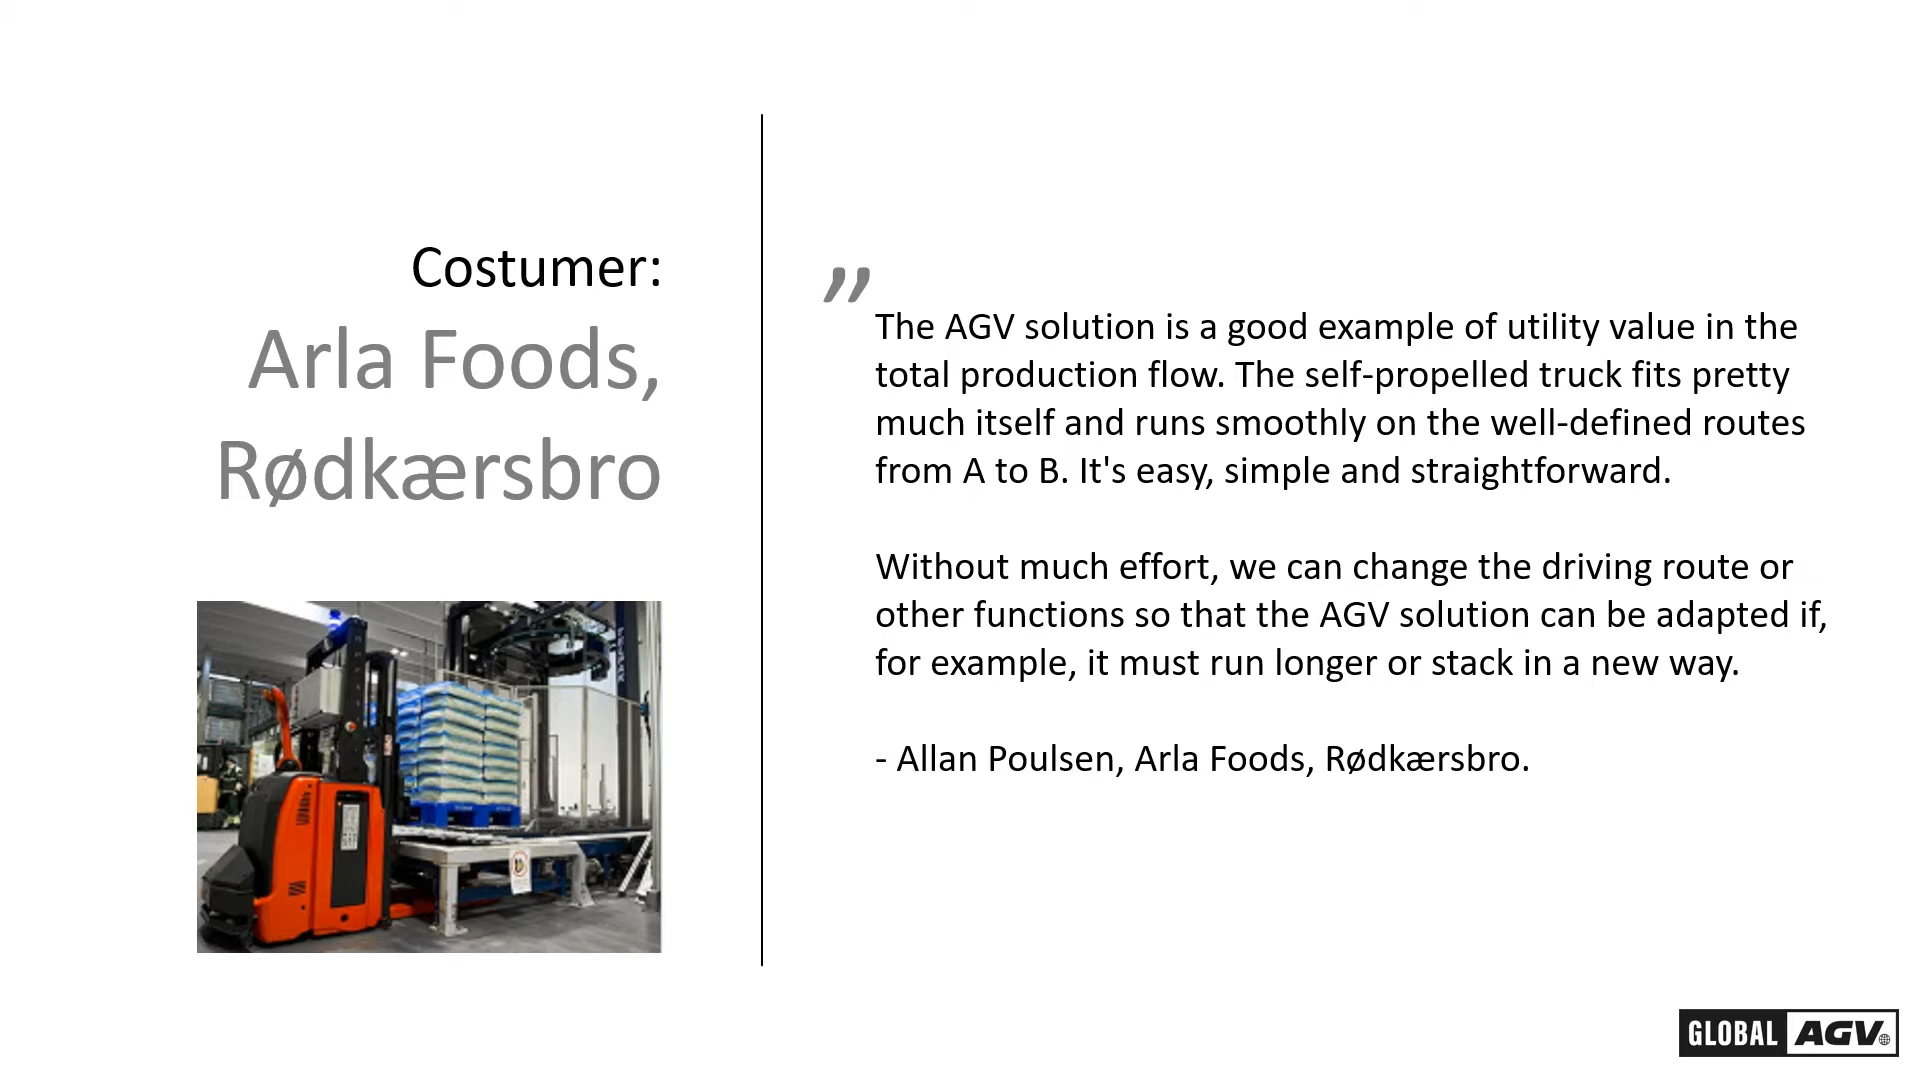 Costumer:
Arla Foods,
Rødkærsbro
”
The AGV solution is a good example of utility value in the
total production flow. The self-propelled truck fits pretty
much itself and runs smoothly on the well-defined routes
from A to B. It's easy, simple and straightforward.
Without much effort, we can change the driving route or
other functions so that the AGV solution can be adapted if,
for example, it must run longer or stack in a new way.
- Allan Poulsen, Arla Foods, Rødkærsbro.
GLOBAL AGV